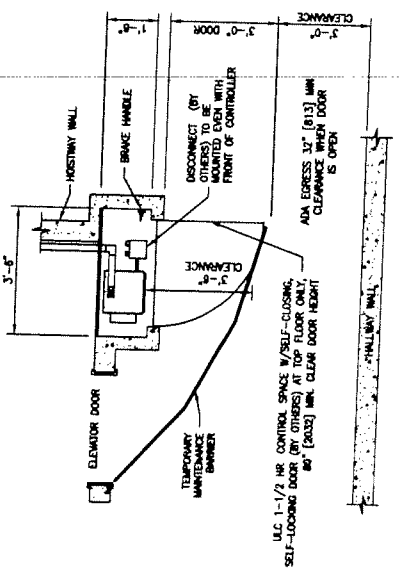 HOISTWAY WALL
BRAKE HANDLE
DISCONNECT (BY
OTHERS) TO BE
MOUNTED EVEN WITH
FRONT OF CONTROLLER
1'-6"
3'-0" DOOR
3'-0"
CLEARANCE
3'-6"
ELEVATOR DOOR
3'-6"
CLEARANCE
TEMPORARY
MAINTENANCE
BARRIER
ADA EGRESS 32" [813] MIN
CLEARANCE WHEN DOOR
IS OPEN
ULC 1-1/2 HR CONTROL SPACE W/SELF-CLOSING,
SELF-LOCKING DOOR (BY OTHERS) AT TOP FLOOR ONLY,
80" [2032] MIN. CLEAR DOOR HEIGHT
HALLWAY WALL